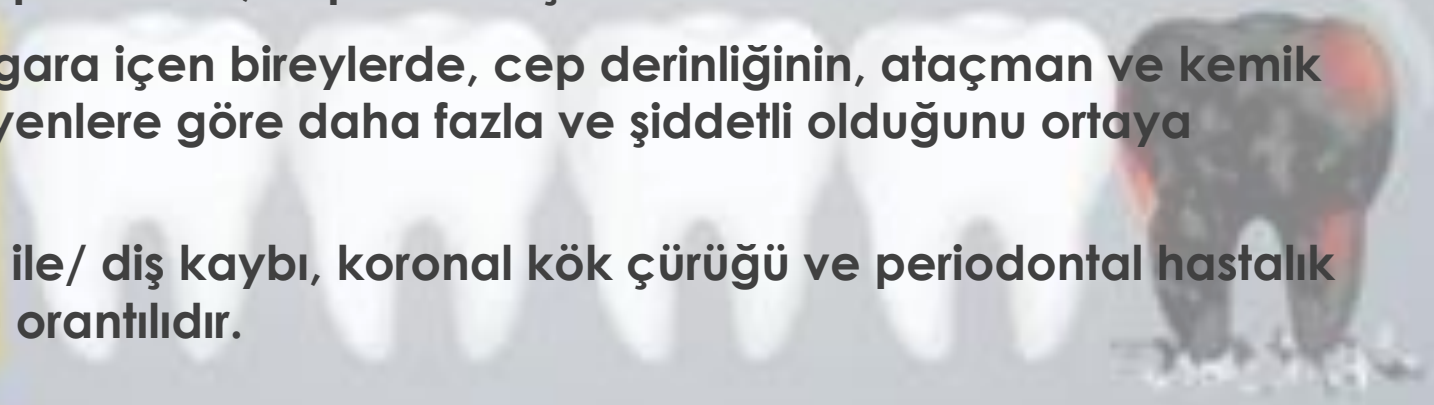 gara içen bireylerde, cep derinliğinin, ataçman ve kemik
yenlere göre daha fazla ve şiddetli olduğunu ortaya
ile/ diş kaybı, koronal kök çürüğü ve periodontal hastalık
orantılıdır.